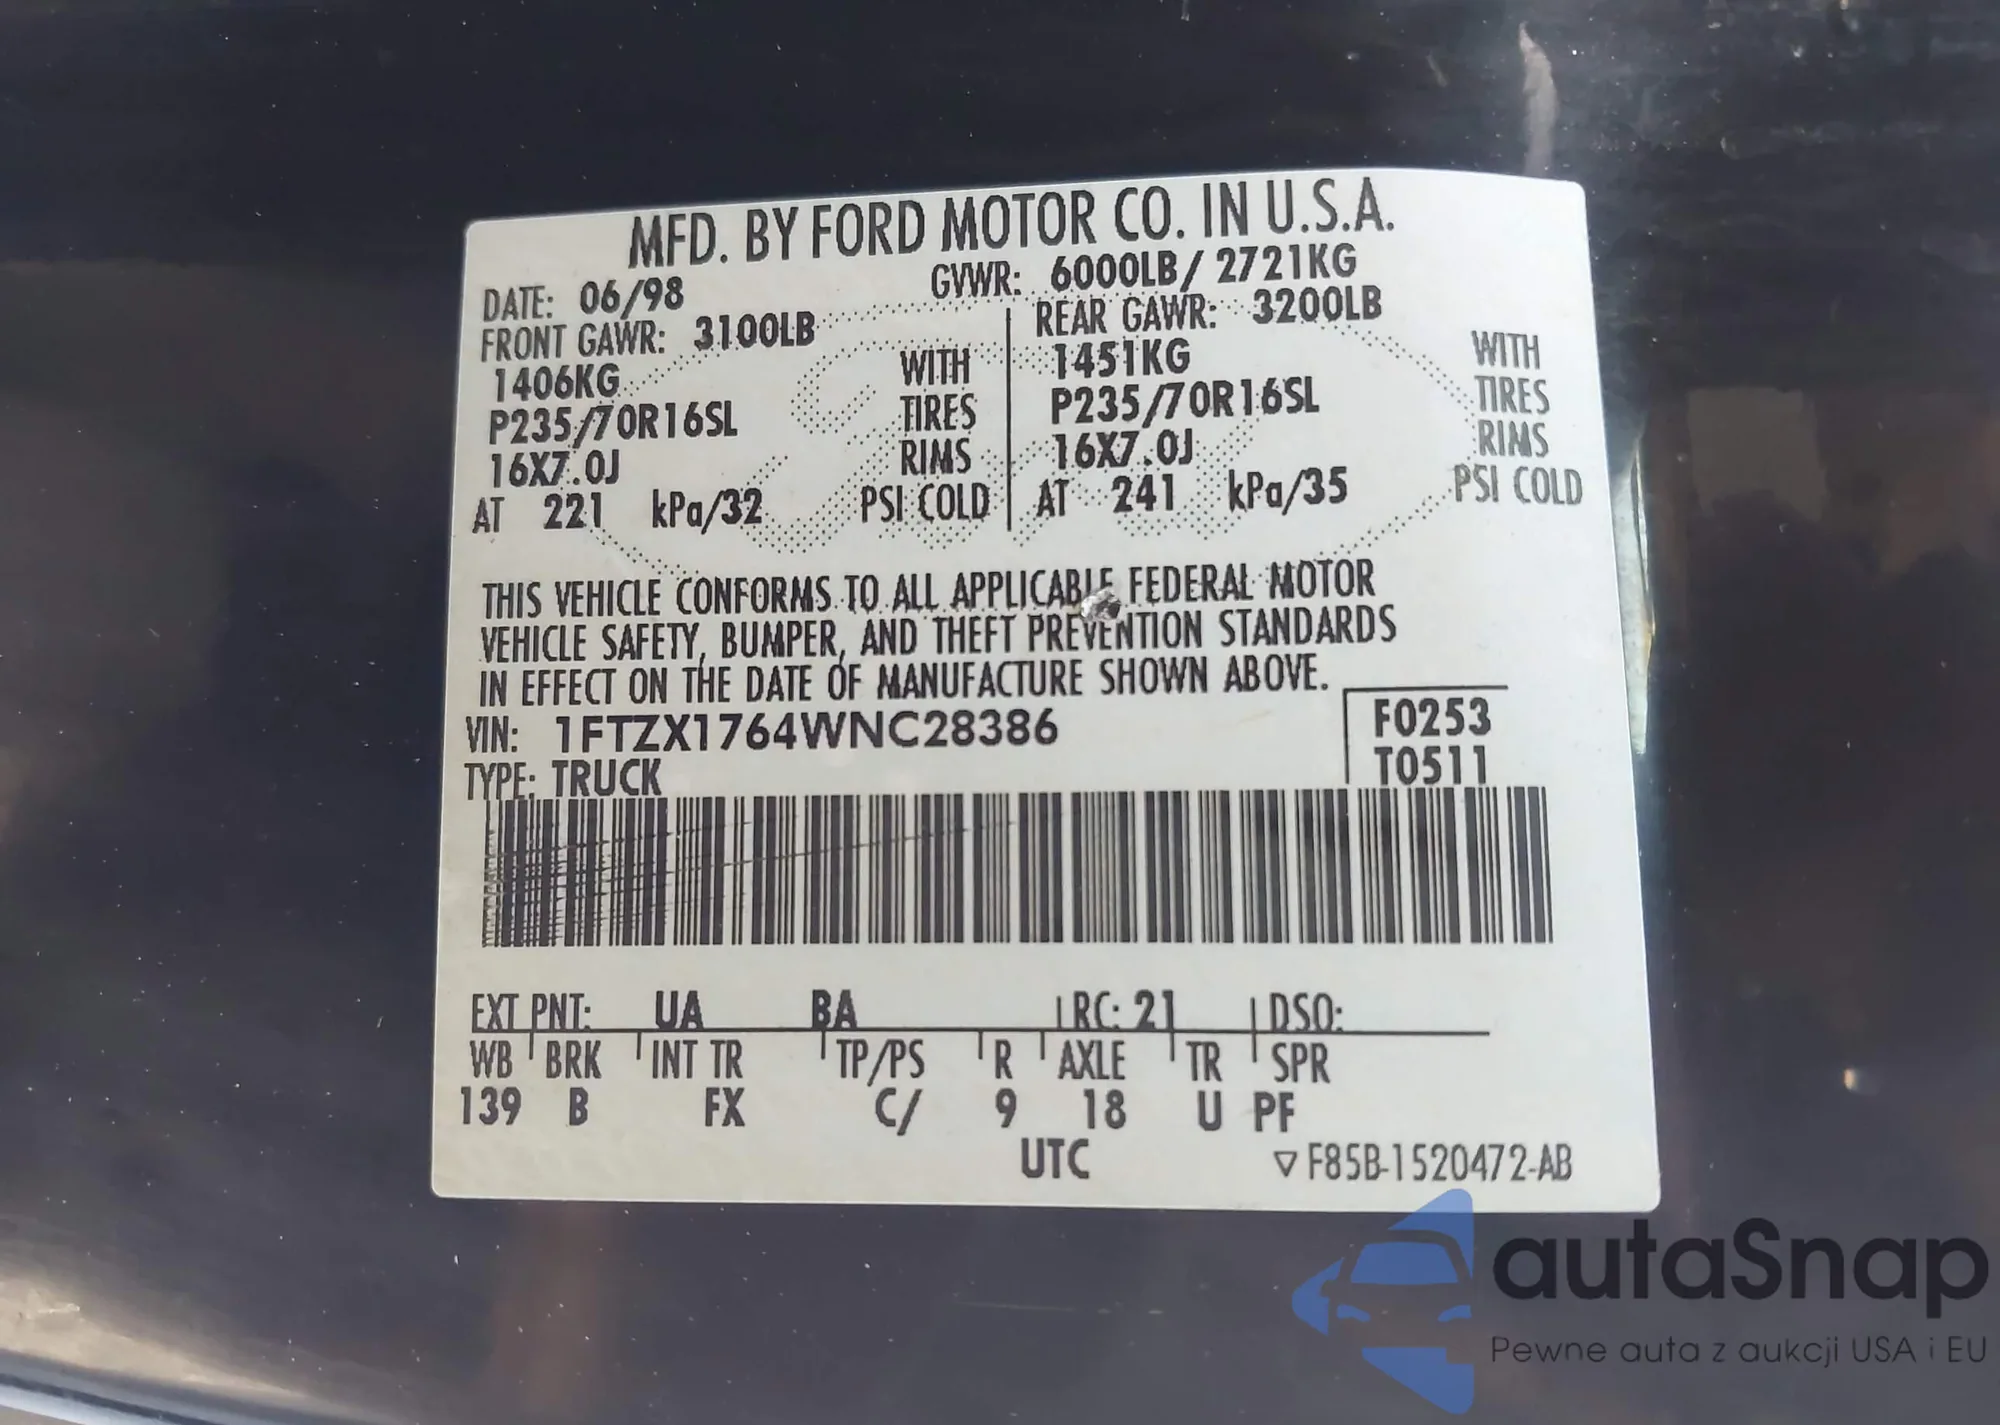 MFD. BY FORD MOTOR CO. IN U.S.A.
DATE: 06/98 GVWR: 6000LB/ 2721KG
FRONT GAWR: 3100LB REAR GAWR: 3200LB
1406KG WITH 1451KG WITH
P235/70R16SL TIRES P235/70R16SL TIRES
16X7.0J RIMS 16X7.0J RIMS
AT 221 kPa/32 PSI COLD AT 241 kPa/35 PSI COLD
THIS VEHICLE CONFORMS TO ALL APPLICABLE FEDERAL MOTOR
VEHICLE SAFETY, BUMPER, AND THEFT PREVENTION STANDARDS
IN EFFECT ON THE DATE OF MANUFACTURE SHOWN ABOVE.
VIN: 1FTZX1764WNC28386 F0253
TYPE: TRUCK T0511
EXT PNT: UA BA RC: 21 DSO:
WB BRK INT TR TP/PS R AXLE TR SPR
139 B FX C/ 9 18 U PF
UTC ▽ F85B-1520472-AB
autaSnap
Pewne auta z aukcji USA i EU